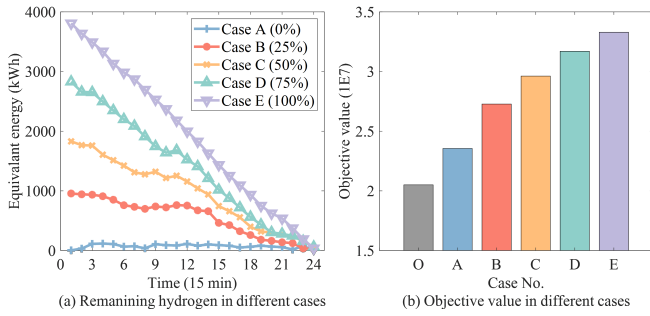 4000
3000
2000
1000
0
0
3
6
9
12
15
18
21
24
Equivalant energy (kWh)
Time (15 min)
Case A (0%)
Case B (25%)
Case C (50%)
Case D (75%)
Case E (100%)
(a) Remanining hydrogen in different cases
3.5
3
2.5
2
1.5
O
A
B
C
D
E
Objective value (1E7)
Case No.
(b) Objective value in different cases